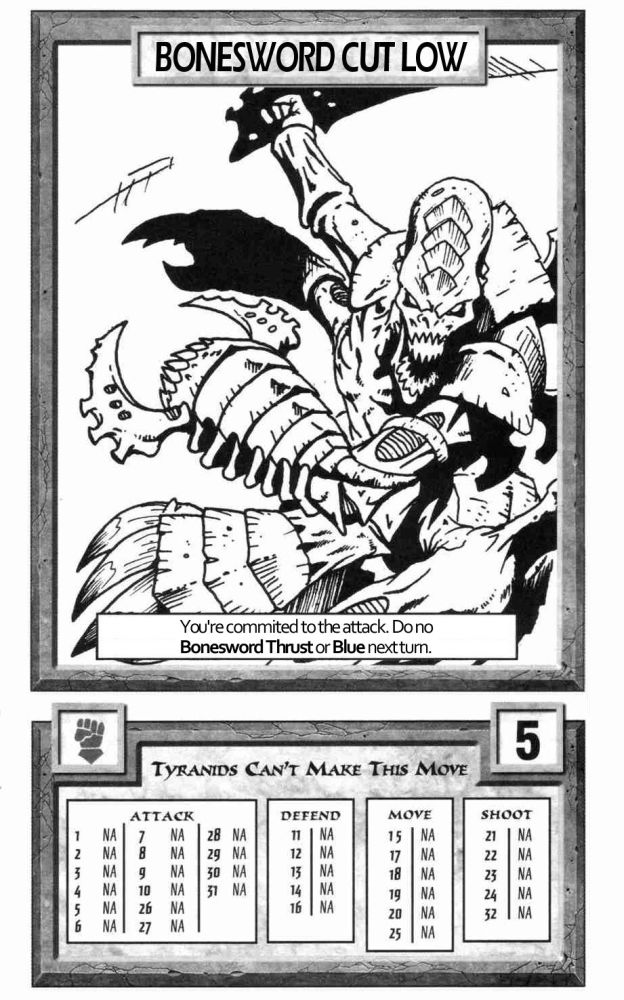 BONESWORD CUT LOW
You're commited to the attack. Do no
Bonesword Thrust or Blue next turn.
5
TYRANIDS CAN'T MAKE THIS MOVE
ATTACK
1 NA 7 NA 28 NA
2 NA 8 NA 29 NA
3 NA 9 NA 30 NA
4 NA 10 NA 31 NA
5 NA 26 NA
6 NA 27 NA
DEFEND
11 NA
12 NA
13 NA
14 NA
16 NA
MOVE
15 NA
17 NA
18 NA
19 NA
20 NA
25 NA
SHOOT
21 NA
22 NA
23 NA
24 NA
32 NA